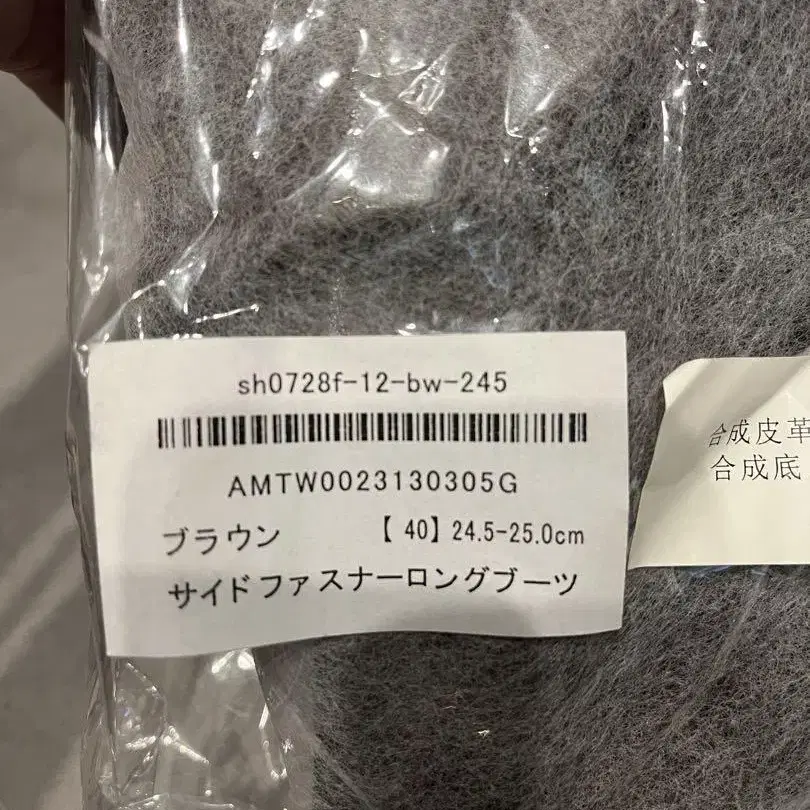 sh0728f-12-bw-245
AMTW0023130305G
ブラウン 【 40】 24.5-25.0cm
サイドファスナーロングブーツ
合成皮革
合成底